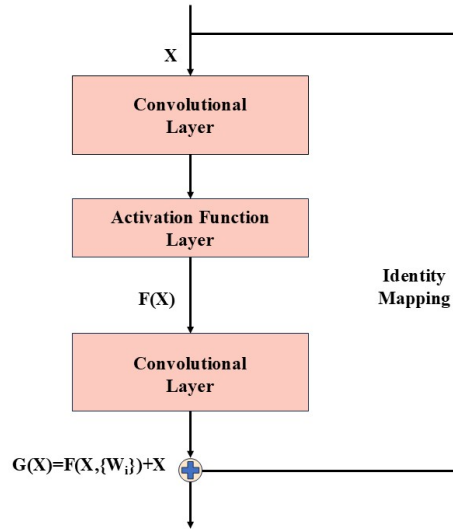 X
Convolutional
Layer
Activation Function
Layer
F(X)
Identity
Mapping
Convolutional
Layer
G(X)=F(X,{Wᵢ})+X